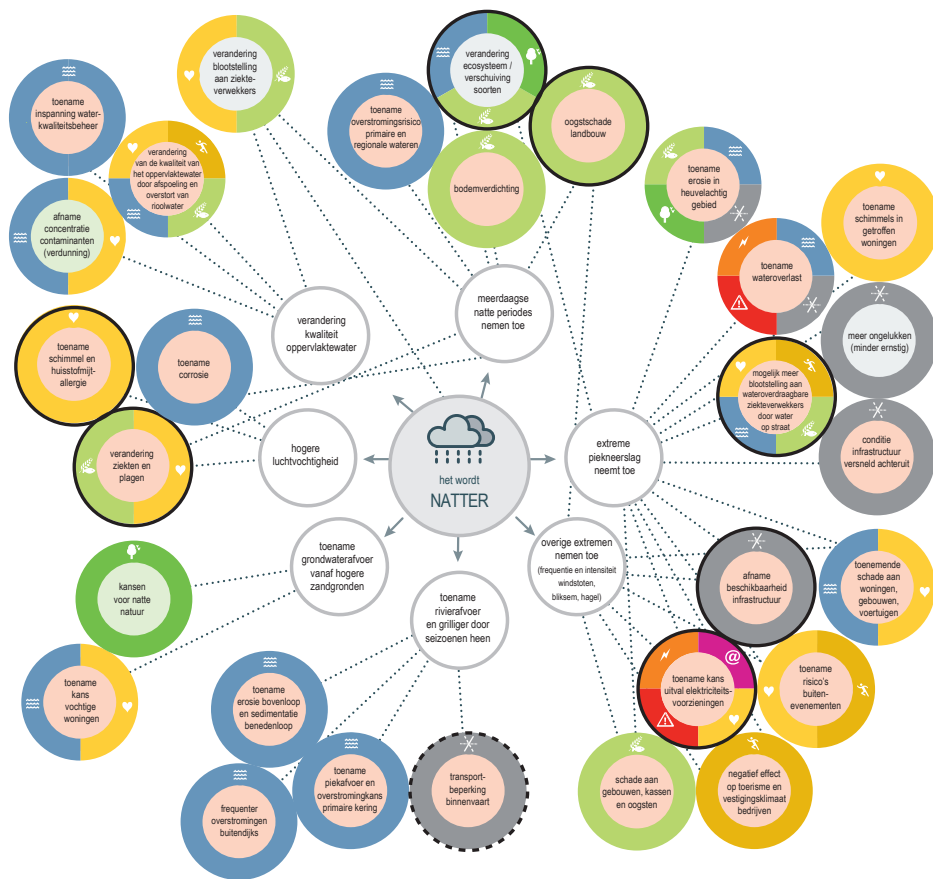 verandering
blootstelling
aan ziekte-
verwekkers
toename
inspanning water-
kwaliteitsbeheer
verandering
van de kwaliteit van
het oppervlaktewater
door afspoeling en
overstort van
rioolwater
afname
concentratie
contaminanten
(verdunning)
toename
overstromingsrisico
primaire en
regionale wateren
verandering
ecosysteem /
verschuiving
soorten
oogstschade
landbouw
bodemverdichting
toename
erosie in
heuvelachtig
gebied
toename
schimmels in
getroffen
woningen
toename
wateroverlast
meer ongelukken
(minder ernstig)
mogelijk meer
blootstelling aan
wateroverdraagbare
ziekteverwekkers
door water
op straat
conditie
infrastructuur
versneld achteruit
verandering
kwaliteit
oppervlaktewater
meerdaagse
natte periodes
nemen toe
toename
schimmel en
huisstofmijt-
allergie
toename
corrosie
verandering
ziekten en
plagen
hogere
luchtvochtigheid
het wordt
NATTER
extreme
piekneerslag
neemt toe
toename
grondwaterafvoer
vanaf hogere
zandgronden
overige extremen
nemen toe
(frequentie en intensiteit
windstoten,
bliksem, hagel)
kansen
voor natte
natuur
toename
rivierafvoer
en grilliger door
seizoenen heen
afname
beschikbaarheid
infrastructuur
toenemende
schade aan
woningen,
gebouwen,
voertuigen
toename
kans
vochtige
woningen
toename
erosie bovenloop
en sedimentatie
benedenloop
@
toename kans
uitval elektriciteits-
voorzieningen
toename
risico's
buiten-
evenementen
frequenter
overstromingen
buitendijks
toename
piekafvoer en
overstromingkans
primaire kering
transport-
beperking
binnenvaart
schade aan
gebouwen, kassen
en oogsten
negatief effect
op toerisme en
vestigingsklimaat
bedrijven